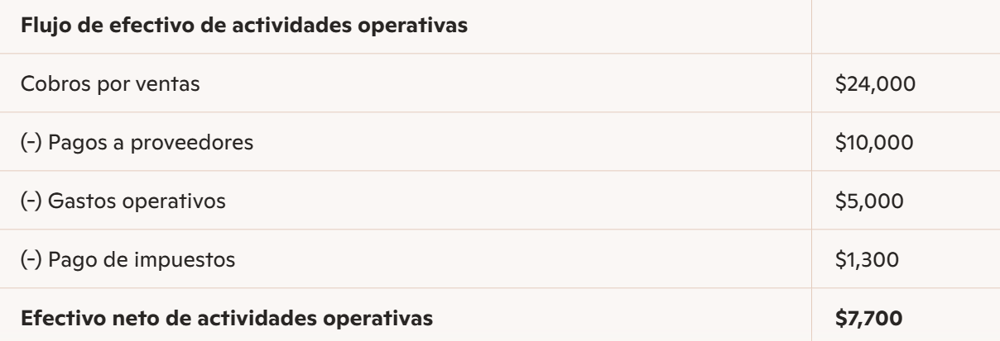 Flujo de efectivo de actividades operativas
Cobros por ventas $24,000
(-) Pagos a proveedores $10,000
(-) Gastos operativos $5,000
(-) Pago de impuestos $1,300
Efectivo neto de actividades operativas $7,700